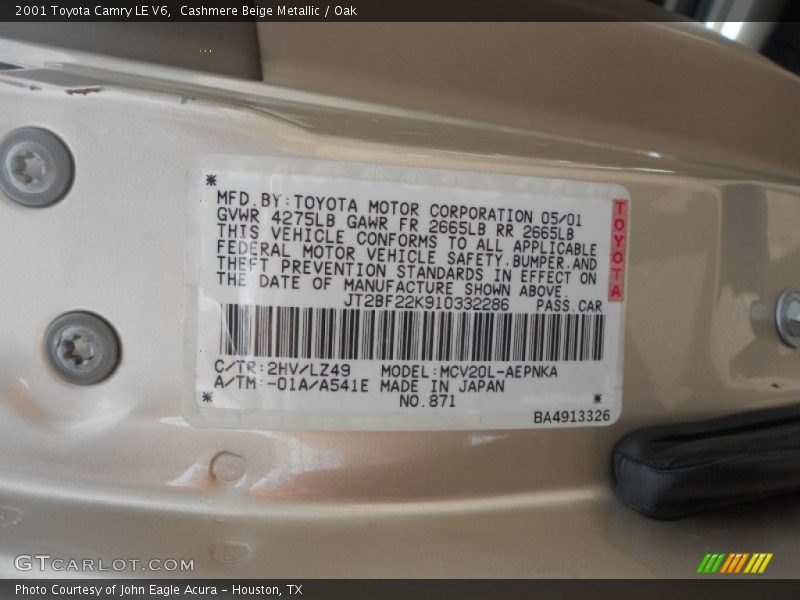 2001 Toyota Camry LE V6,  Cashmere Beige Metallic / Oak
* MFD.BY:TOYOTA MOTOR CORPORATION 05/01
GVWR 4275LB GAWR FR 2665LB RR 2665LB
THIS VEHICLE CONFORMS TO ALL APPLICABLE
FEDERAL MOTOR VEHICLE SAFETY.BUMPER.AND
THEFT PREVENTION STANDARDS IN EFFECT ON
THE DATE OF MANUFACTURE SHOWN ABOVE.
JT2BF22K910332286 PASS.CAR
TOYOTA
C/TR:2HV/LZ49 MODEL:MCV20L-AEPNKA
A/TM:-01A/A541E MADE IN JAPAN
* NO.871 *
BA4913326
GTCARLOT.COM
Photo Courtesy of John Eagle Acura - Houston, TX